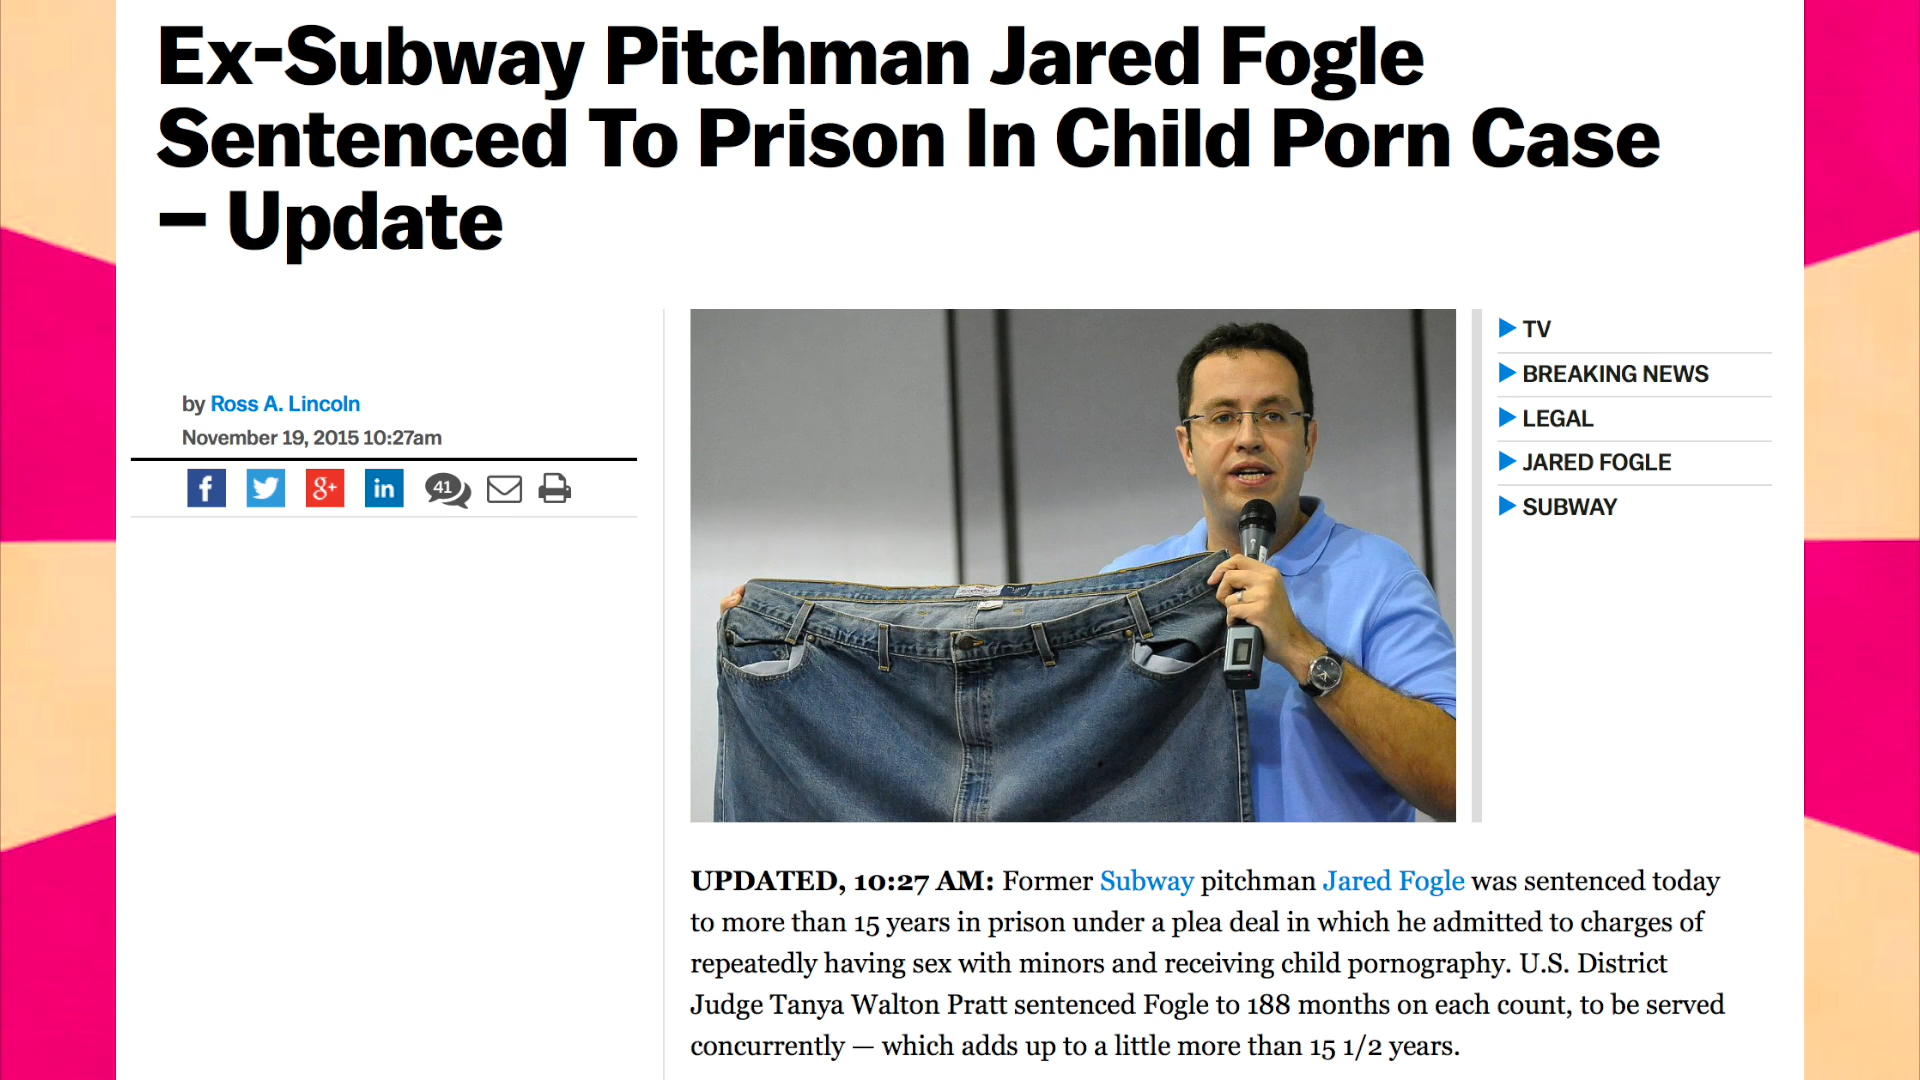 Ex-Subway Pitchman Jared Fogle
Sentenced To Prison In Child Porn Case
– Update
by Ross A. Lincoln
November 19, 2015 10:27am
f
g+
in
41
TV
BREAKING NEWS
LEGAL
JARED FOGLE
SUBWAY
UPDATED, 10:27 AM: Former Subway pitchman Jared Fogle was sentenced today
to more than 15 years in prison under a plea deal in which he admitted to charges of
repeatedly having sex with minors and receiving child pornography. U.S. District
Judge Tanya Walton Pratt sentenced Fogle to 188 months on each count, to be served
concurrently — which adds up to a little more than 15 1/2 years.